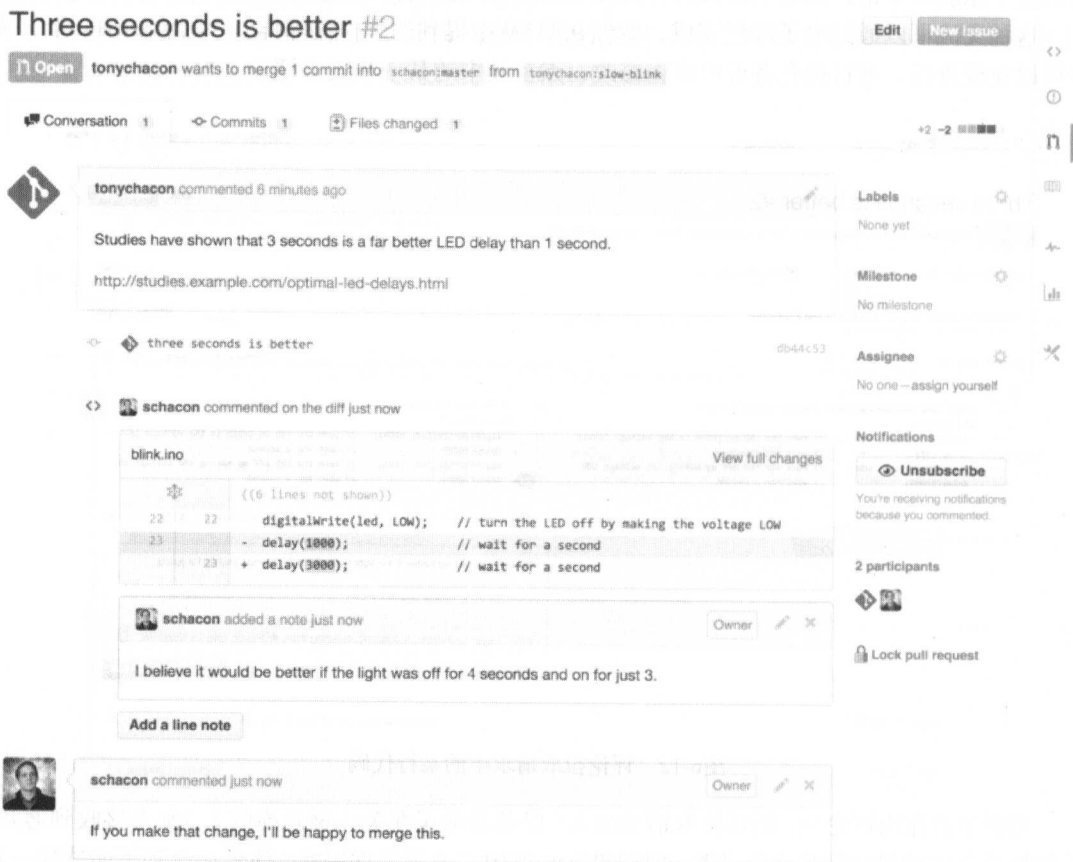 Three seconds is better #2
Edit New issue
Open tonychacon wants to merge 1 commit into schacon:master from tonychacon:slow-blink
Conversation 1 Commits 1 Files changed 1
+2 −2
tonychacon commented 6 minutes ago
Studies have shown that 3 seconds is a far better LED delay than 1 second.
http://studies.example.com/optimal-led-delays.html
three seconds is better db44c53
schacon commented on the diff just now
blink.ino View full changes
((6 lines not shown))
22 22 digitalWrite(led, LOW); // turn the LED off by making the voltage LOW
23 - delay(1000); // wait for a second
23 + delay(3000); // wait for a second
schacon added a note just now Owner
I believe it would be better if the light was off for 4 seconds and on for just 3.
Add a line note
schacon commented just now Owner
If you make that change, I'll be happy to merge this.
Labels
None yet
Milestone
No milestone
Assignee
No one—assign yourself
Notifications
Unsubscribe
You're receiving notifications
because you commented.
2 participants
Lock pull request